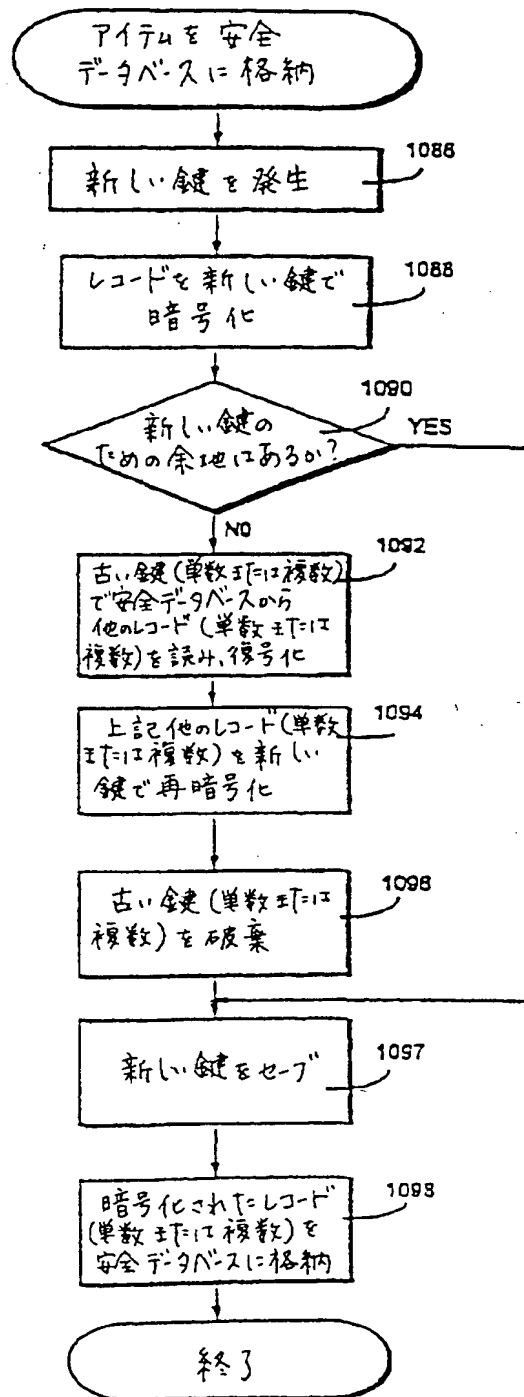 アイテムを安全
データベースに格納
1086
新しい鍵を発生
1088
レコードを新しい鍵で
暗号化
1090
新しい鍵の
ための余地はあるか?
YES
NO
1092
古い鍵(単数または複数)
で安全データベースから
他のレコード(単数または
複数)を読み、復号化
1094
上記他のレコード(単数
または複数)を新しい
鍵で再暗号化
1096
古い鍵(単数または
複数)を破棄
1097
新しい鍵をセーブ
1098
暗号化されたレコード
(単数または複数)を
安全データベースに格納
終了